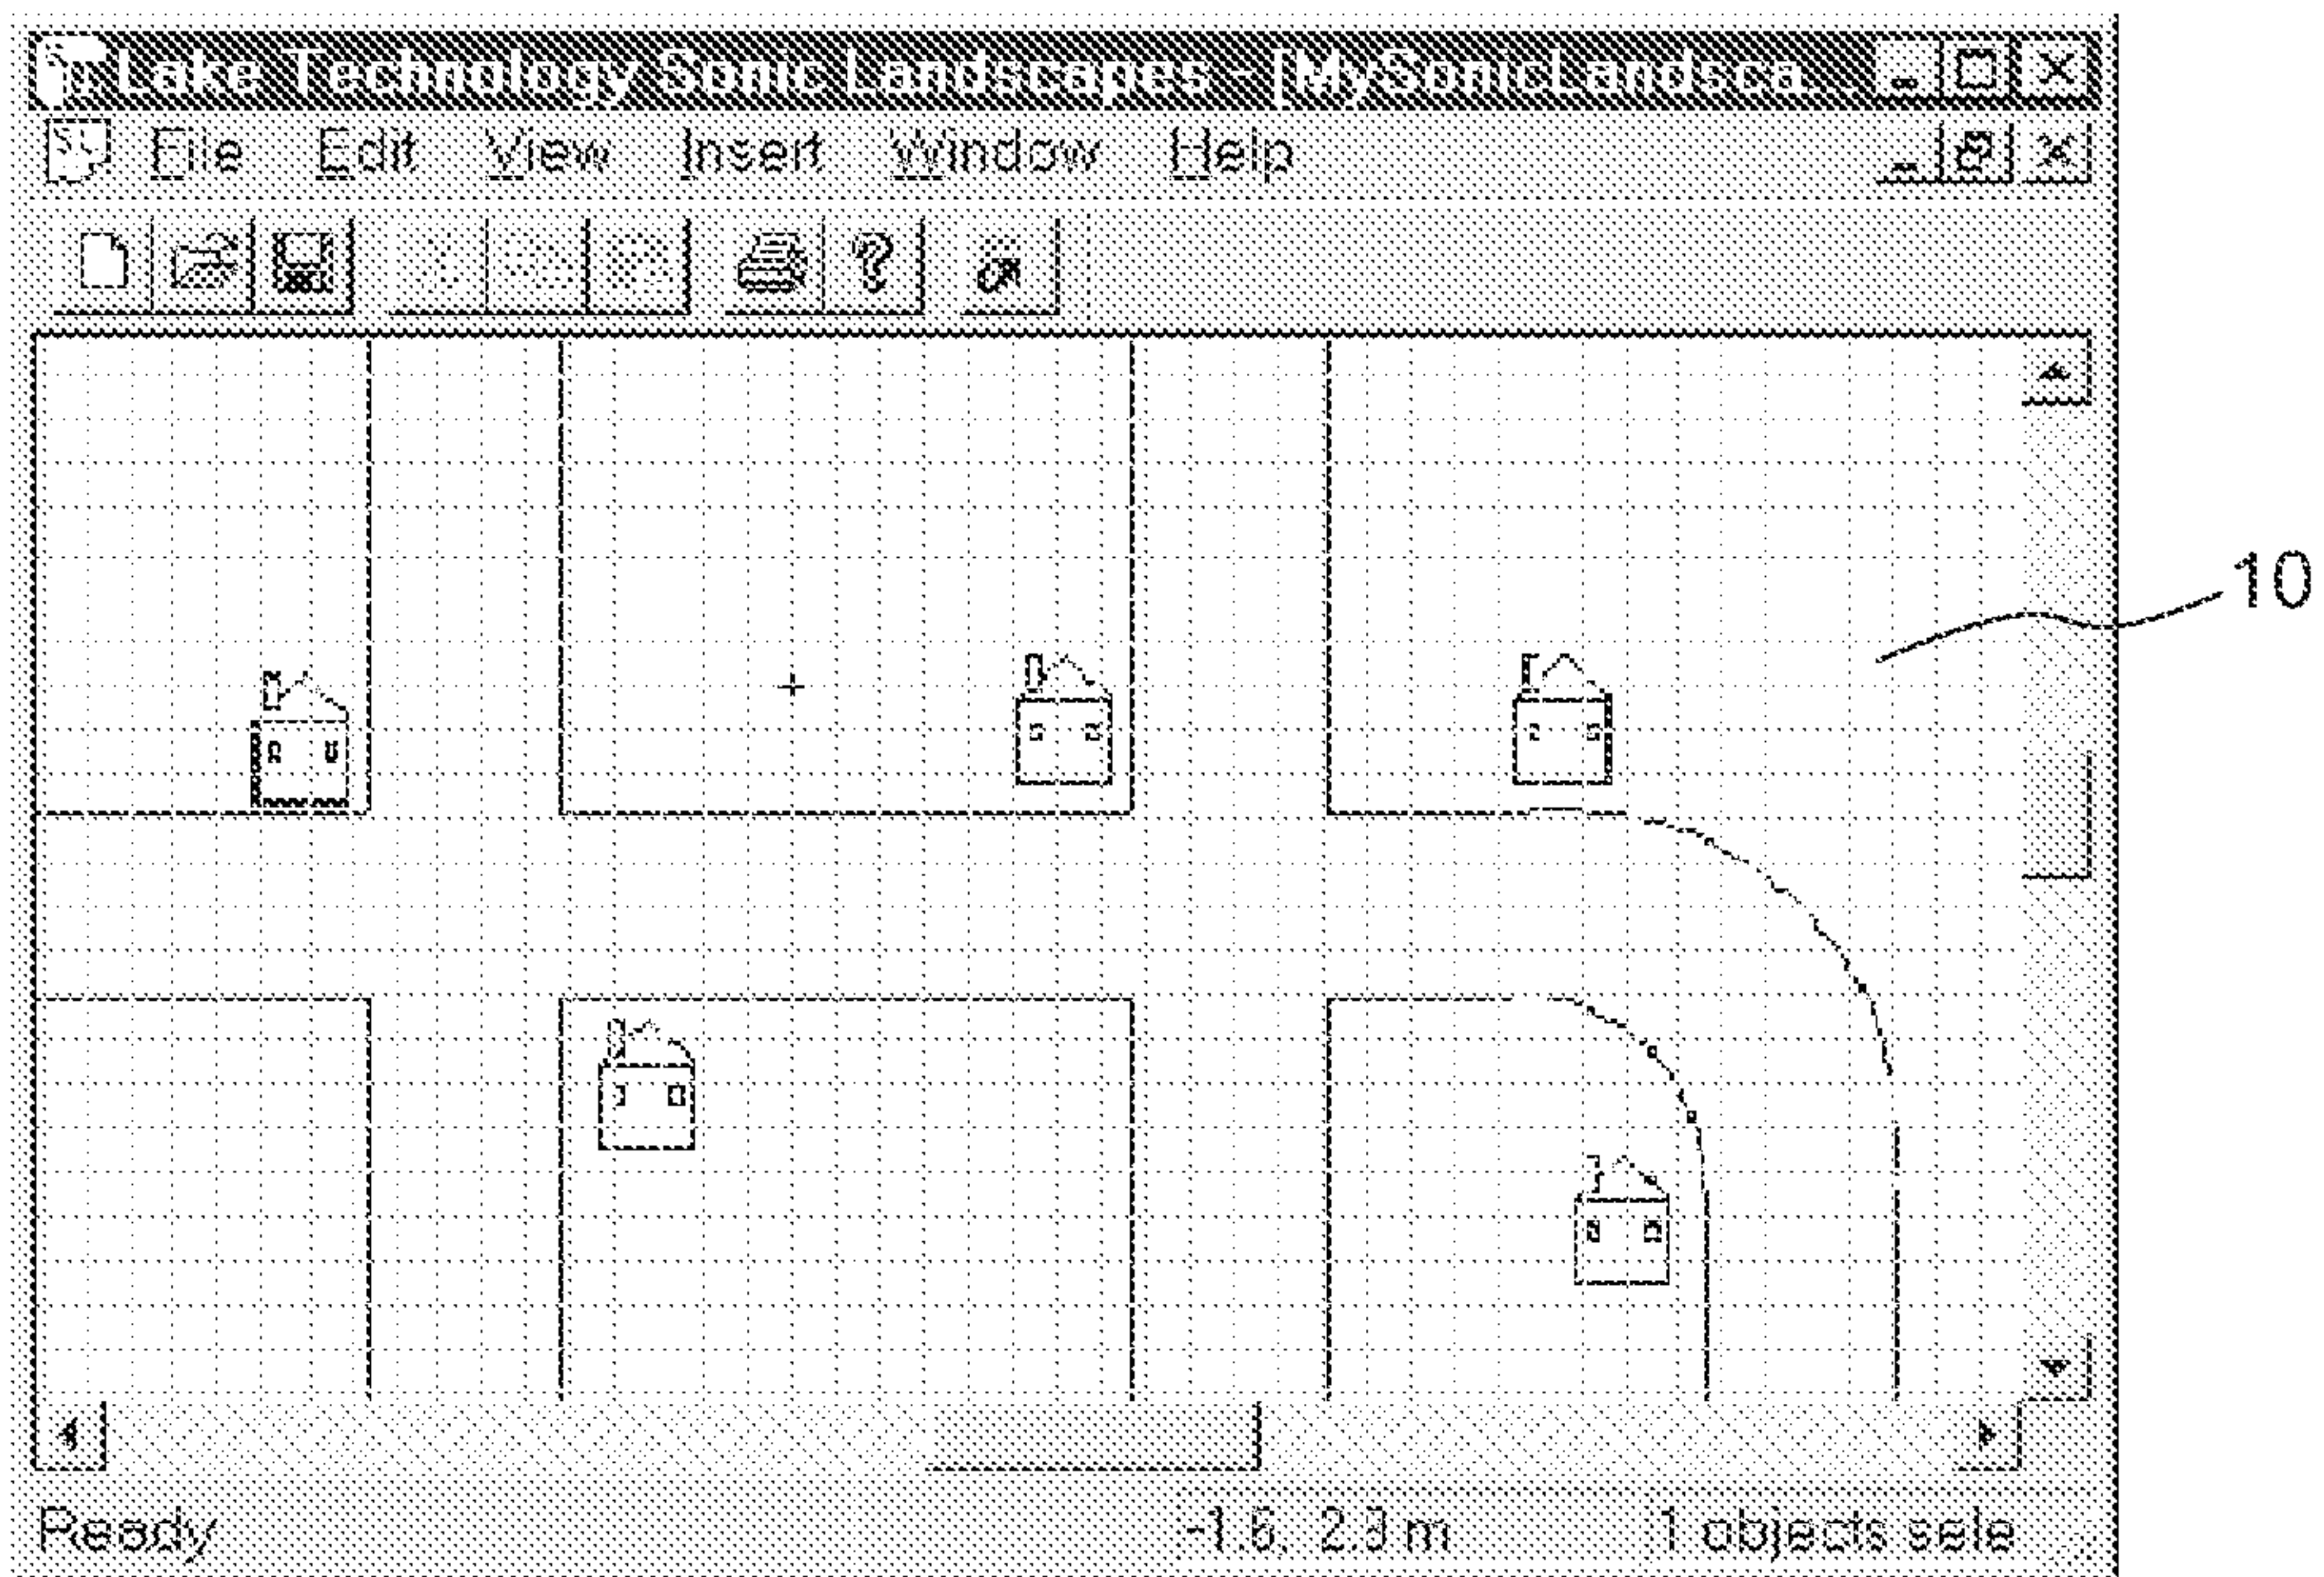 Lake Technology Sonic Landscapes - [MySonicLandsca
File Edit View Insert Window Help
10
Ready -1.6, 2.3 m 1 objects sele